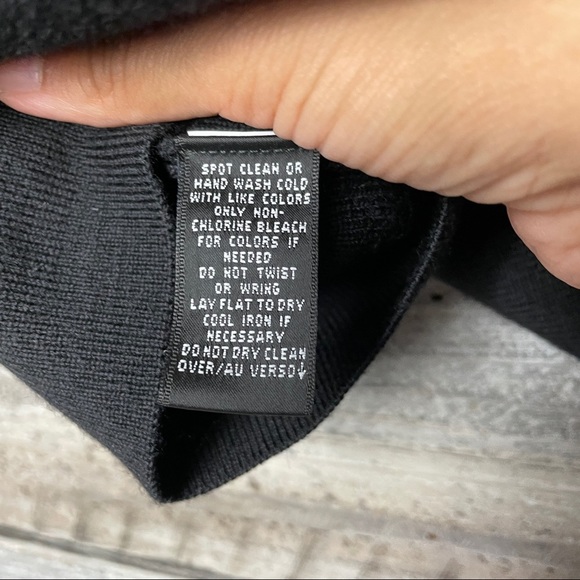 SPOT CLEAN OR
HAND WASH COLD
WITH LIKE COLORS
ONLY NON-
CHLORINE BLEACH
FOR COLORS IF
NEEDED
DO NOT TWIST
OR WRING
LAY FLAT TO DRY
COOL IRON IF
NECESSARY
DO NOT DRY CLEAN
OVER/AU VERSO↓